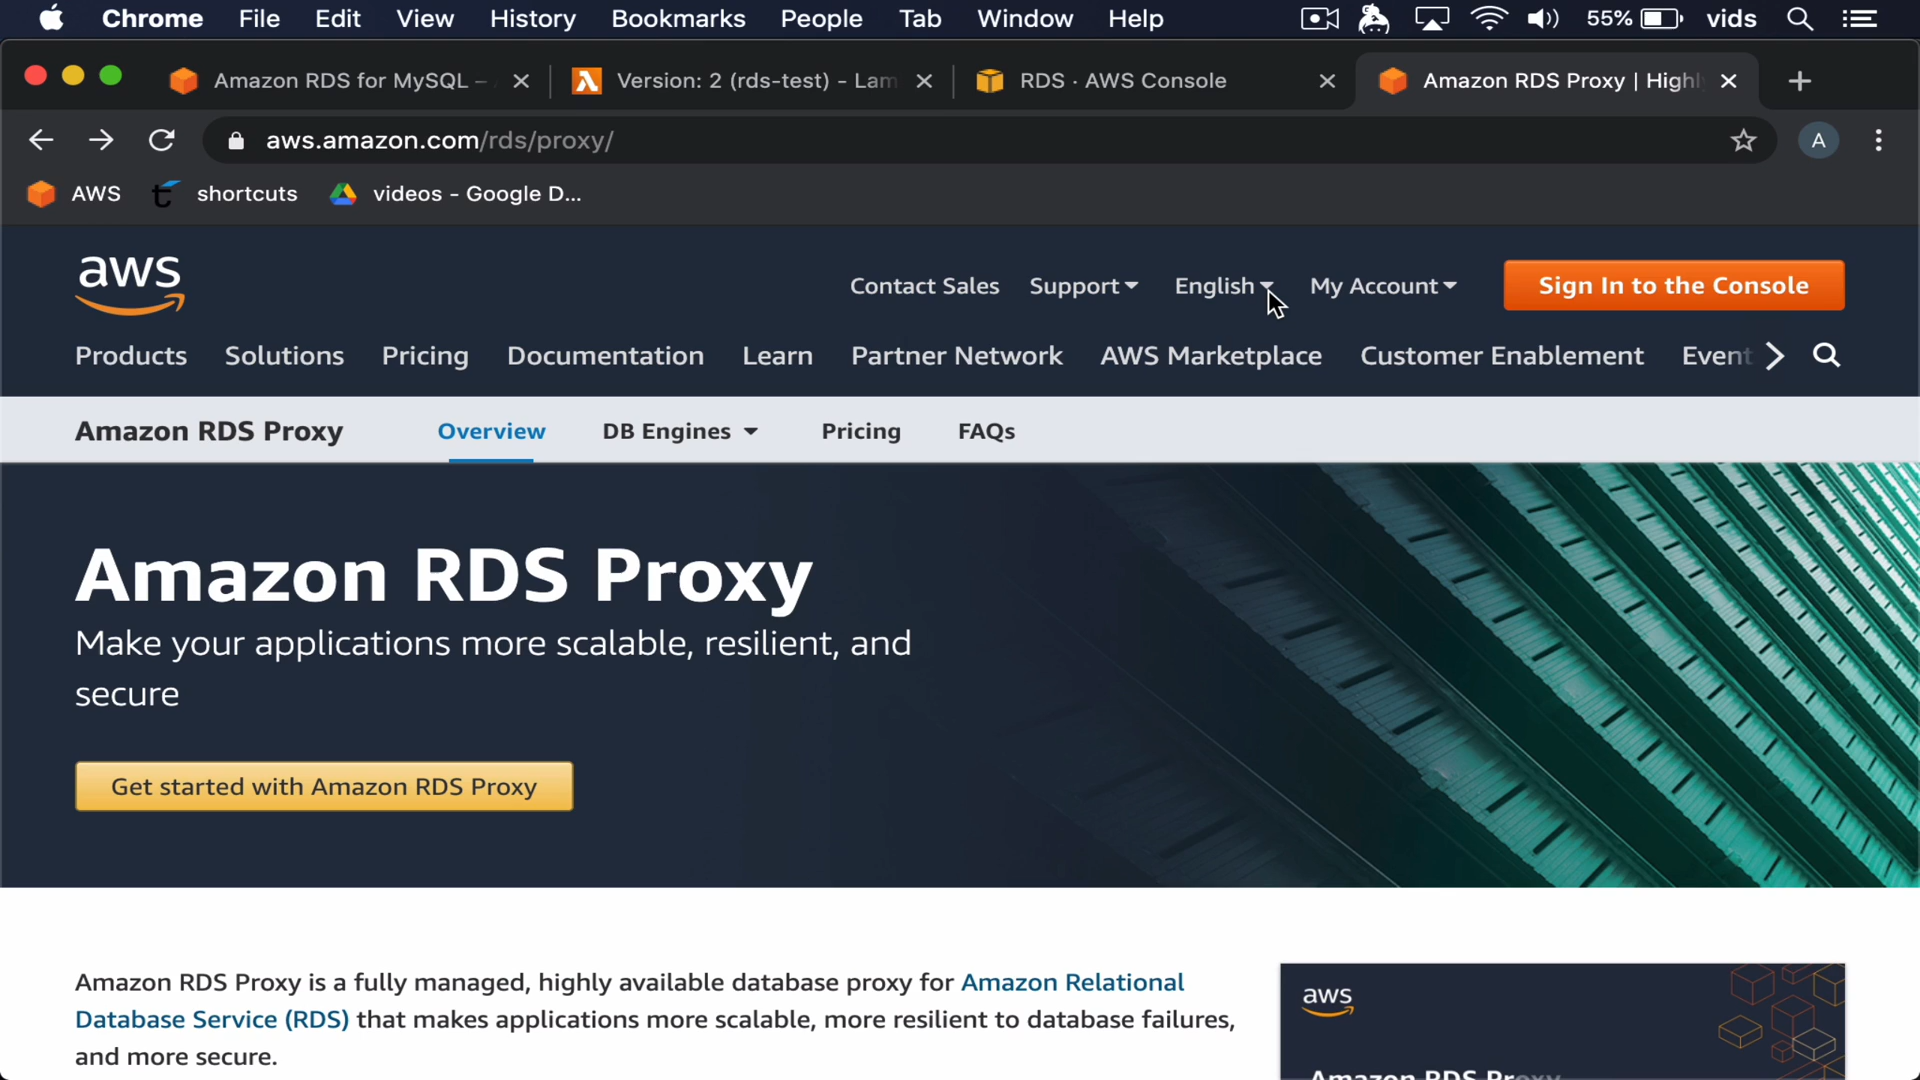 Chrome File Edit View History Bookmarks People Tab Window Help 55% vids
Amazon RDS for MySQL – Version: 2 (rds-test) - Lam RDS · AWS Console Amazon RDS Proxy | Highl
aws.amazon.com/rds/proxy/ A
AWS shortcuts videos - Google D...
aws
Contact Sales Support English My Account Sign In to the Console
Products Solutions Pricing Documentation Learn Partner Network AWS Marketplace Customer Enablement Event
Amazon RDS Proxy Overview DB Engines Pricing FAQs
Amazon RDS Proxy
Make your applications more scalable, resilient, and
secure
Get started with Amazon RDS Proxy
Amazon RDS Proxy is a fully managed, highly available database proxy for Amazon Relational
Database Service (RDS) that makes applications more scalable, more resilient to database failures,
and more secure.
aws
Amazon RDS Proxy